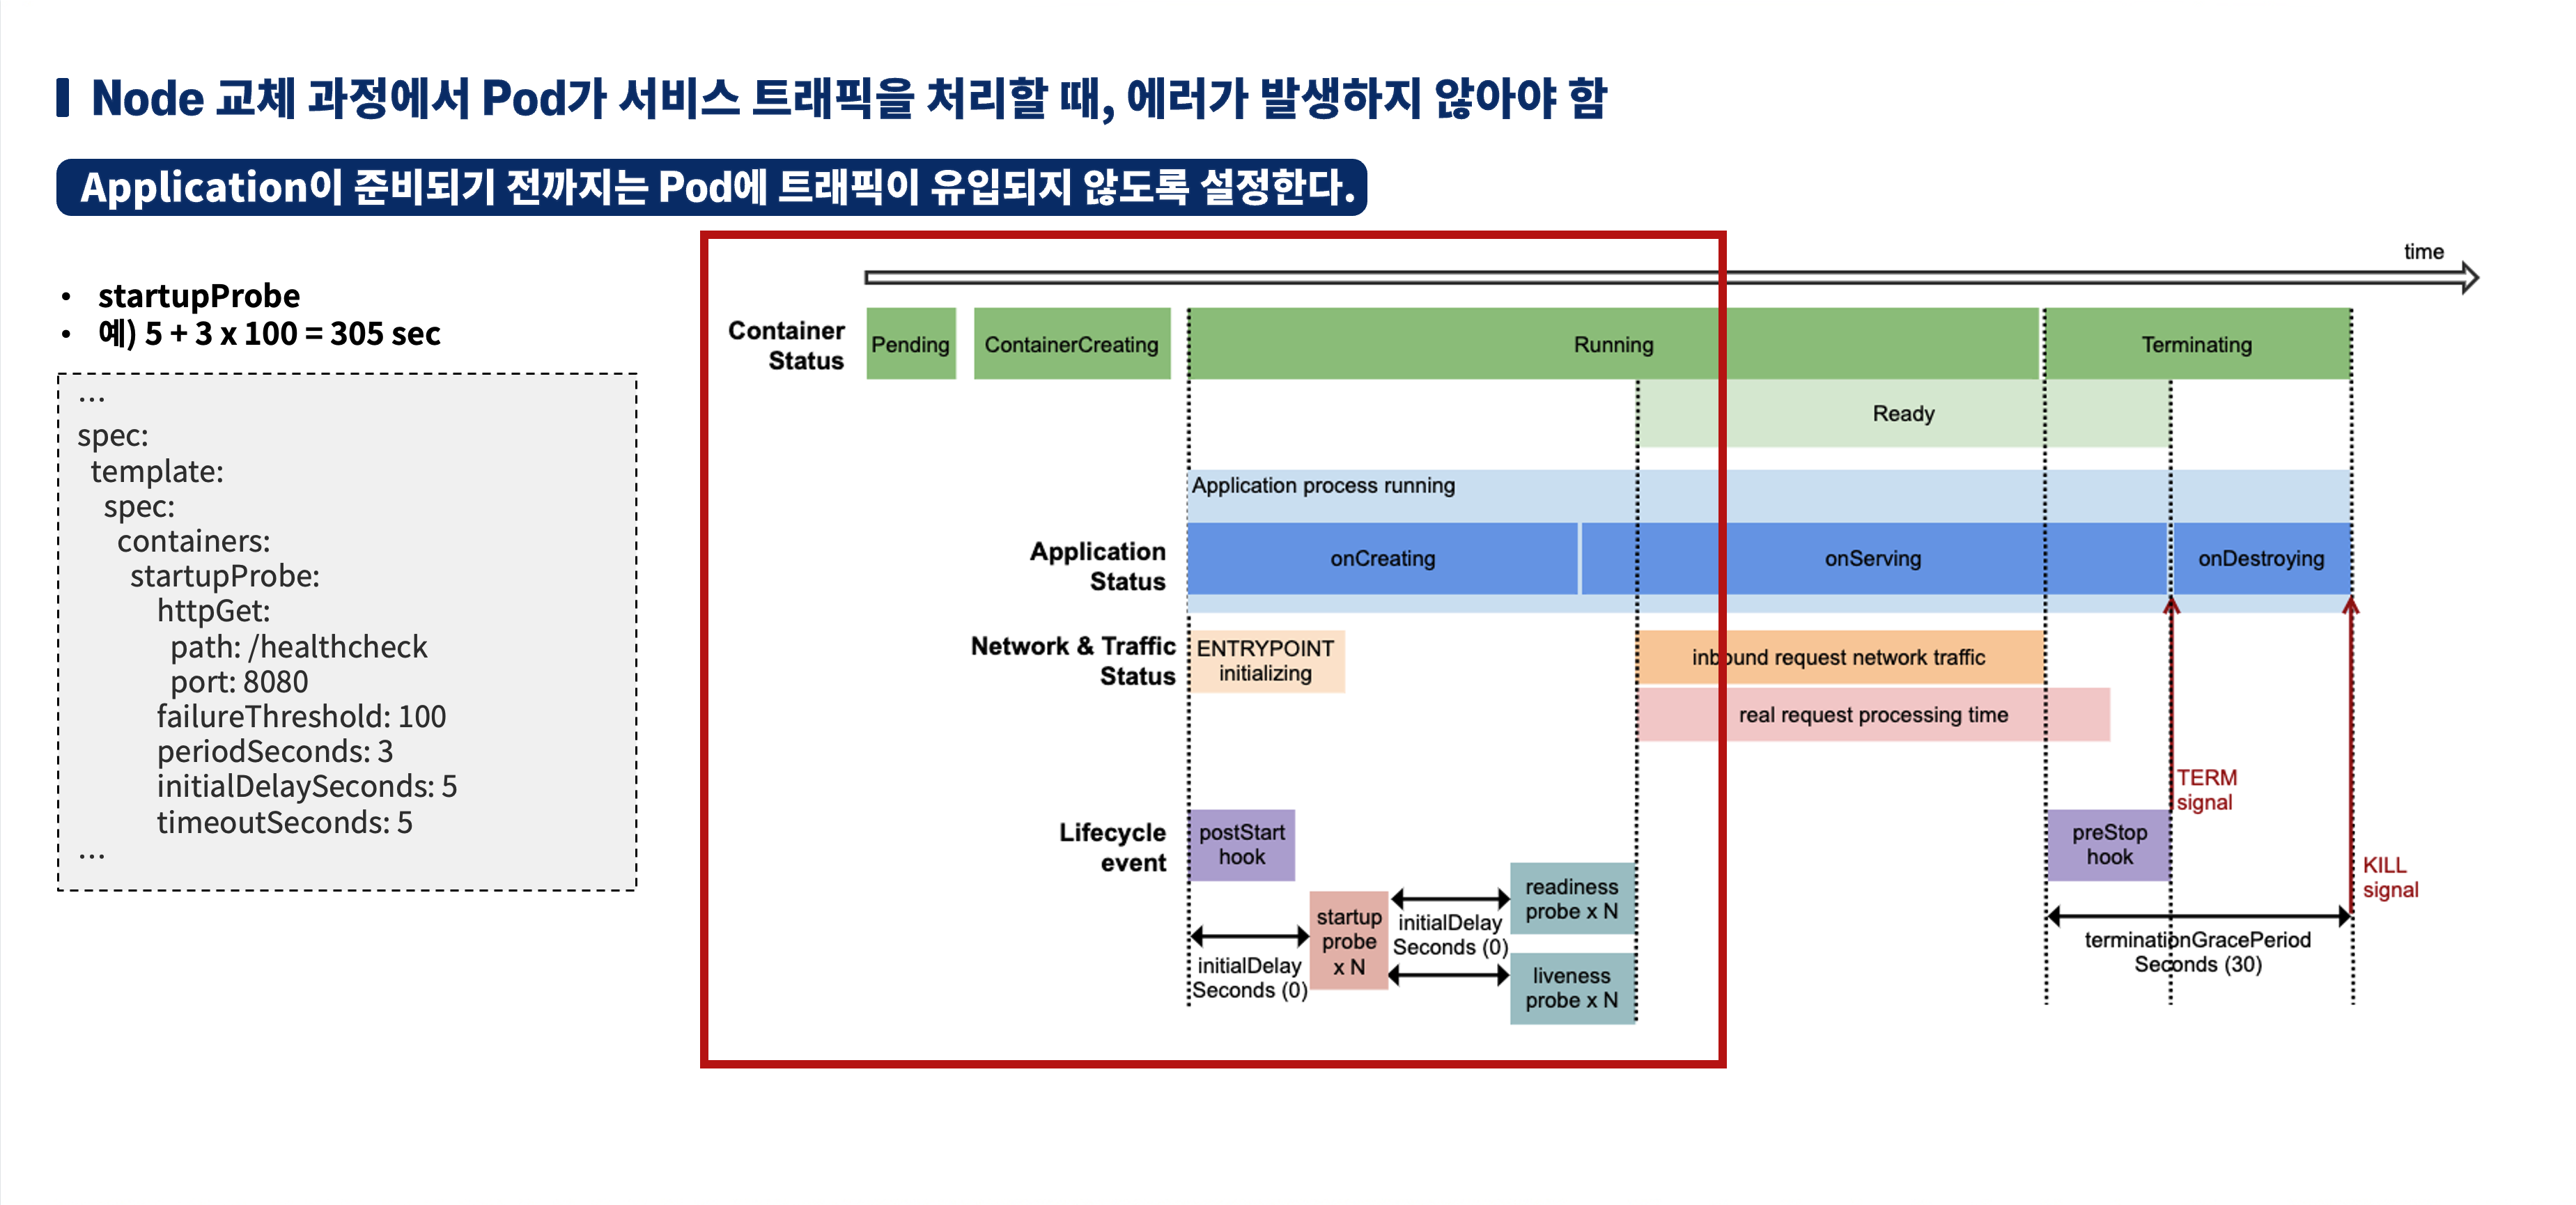 Node 교체 과정에서 Pod가 서비스 트래픽을 처리할 때, 에러가 발생하지 않아야 함
Application이 준비되기 전까지는 Pod에 트래픽이 유입되지 않도록 설정한다.
• startupProbe
• 예) 5 + 3 x 100 = 305 sec
...
spec:
template:
spec:
containers:
startupProbe:
httpGet:
path: /healthcheck
port: 8080
failureThreshold: 100
periodSeconds: 3
initialDelaySeconds: 5
timeoutSeconds: 5
...
time
Container
Status
Pending
ContainerCreating
Running
Terminating
Ready
Application process running
Application
Status
onCreating
onServing
onDestroying
Network & Traffic
Status
ENTRYPOINT
initializing
inbound request network traffic
real request processing time
TERM
signal
Lifecycle
event
postStart
hook
preStop
hook
KILL
signal
startup
probe
x N
initialDelay
Seconds (0)
initialDelay
Seconds (0)
readiness
probe x N
liveness
probe x N
terminationGracePeriod
Seconds (30)